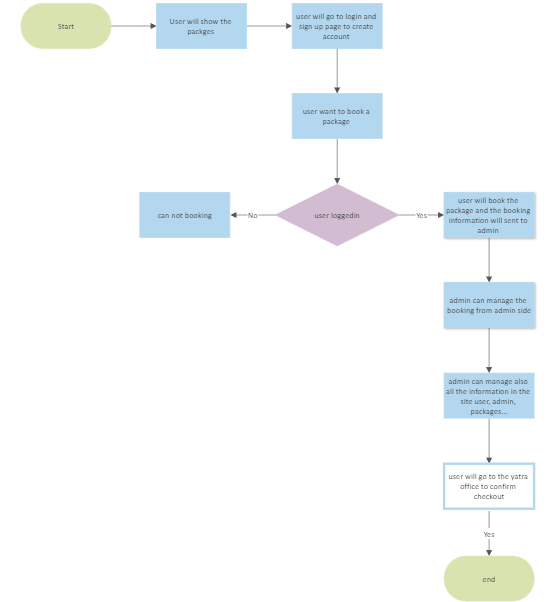 Start
User will show the
packges
user will go to login and
sign up page to create
account
user want to book a
package
can not booking
No
user loggedin
Yes
user will book the
package and the booking
information will sent to
admin
admin can manage the
booking from admin side
admin can manage also
all the information in the
site user, admin,
packages...
user will go to the yatra
office to confirm
checkout
Yes
end